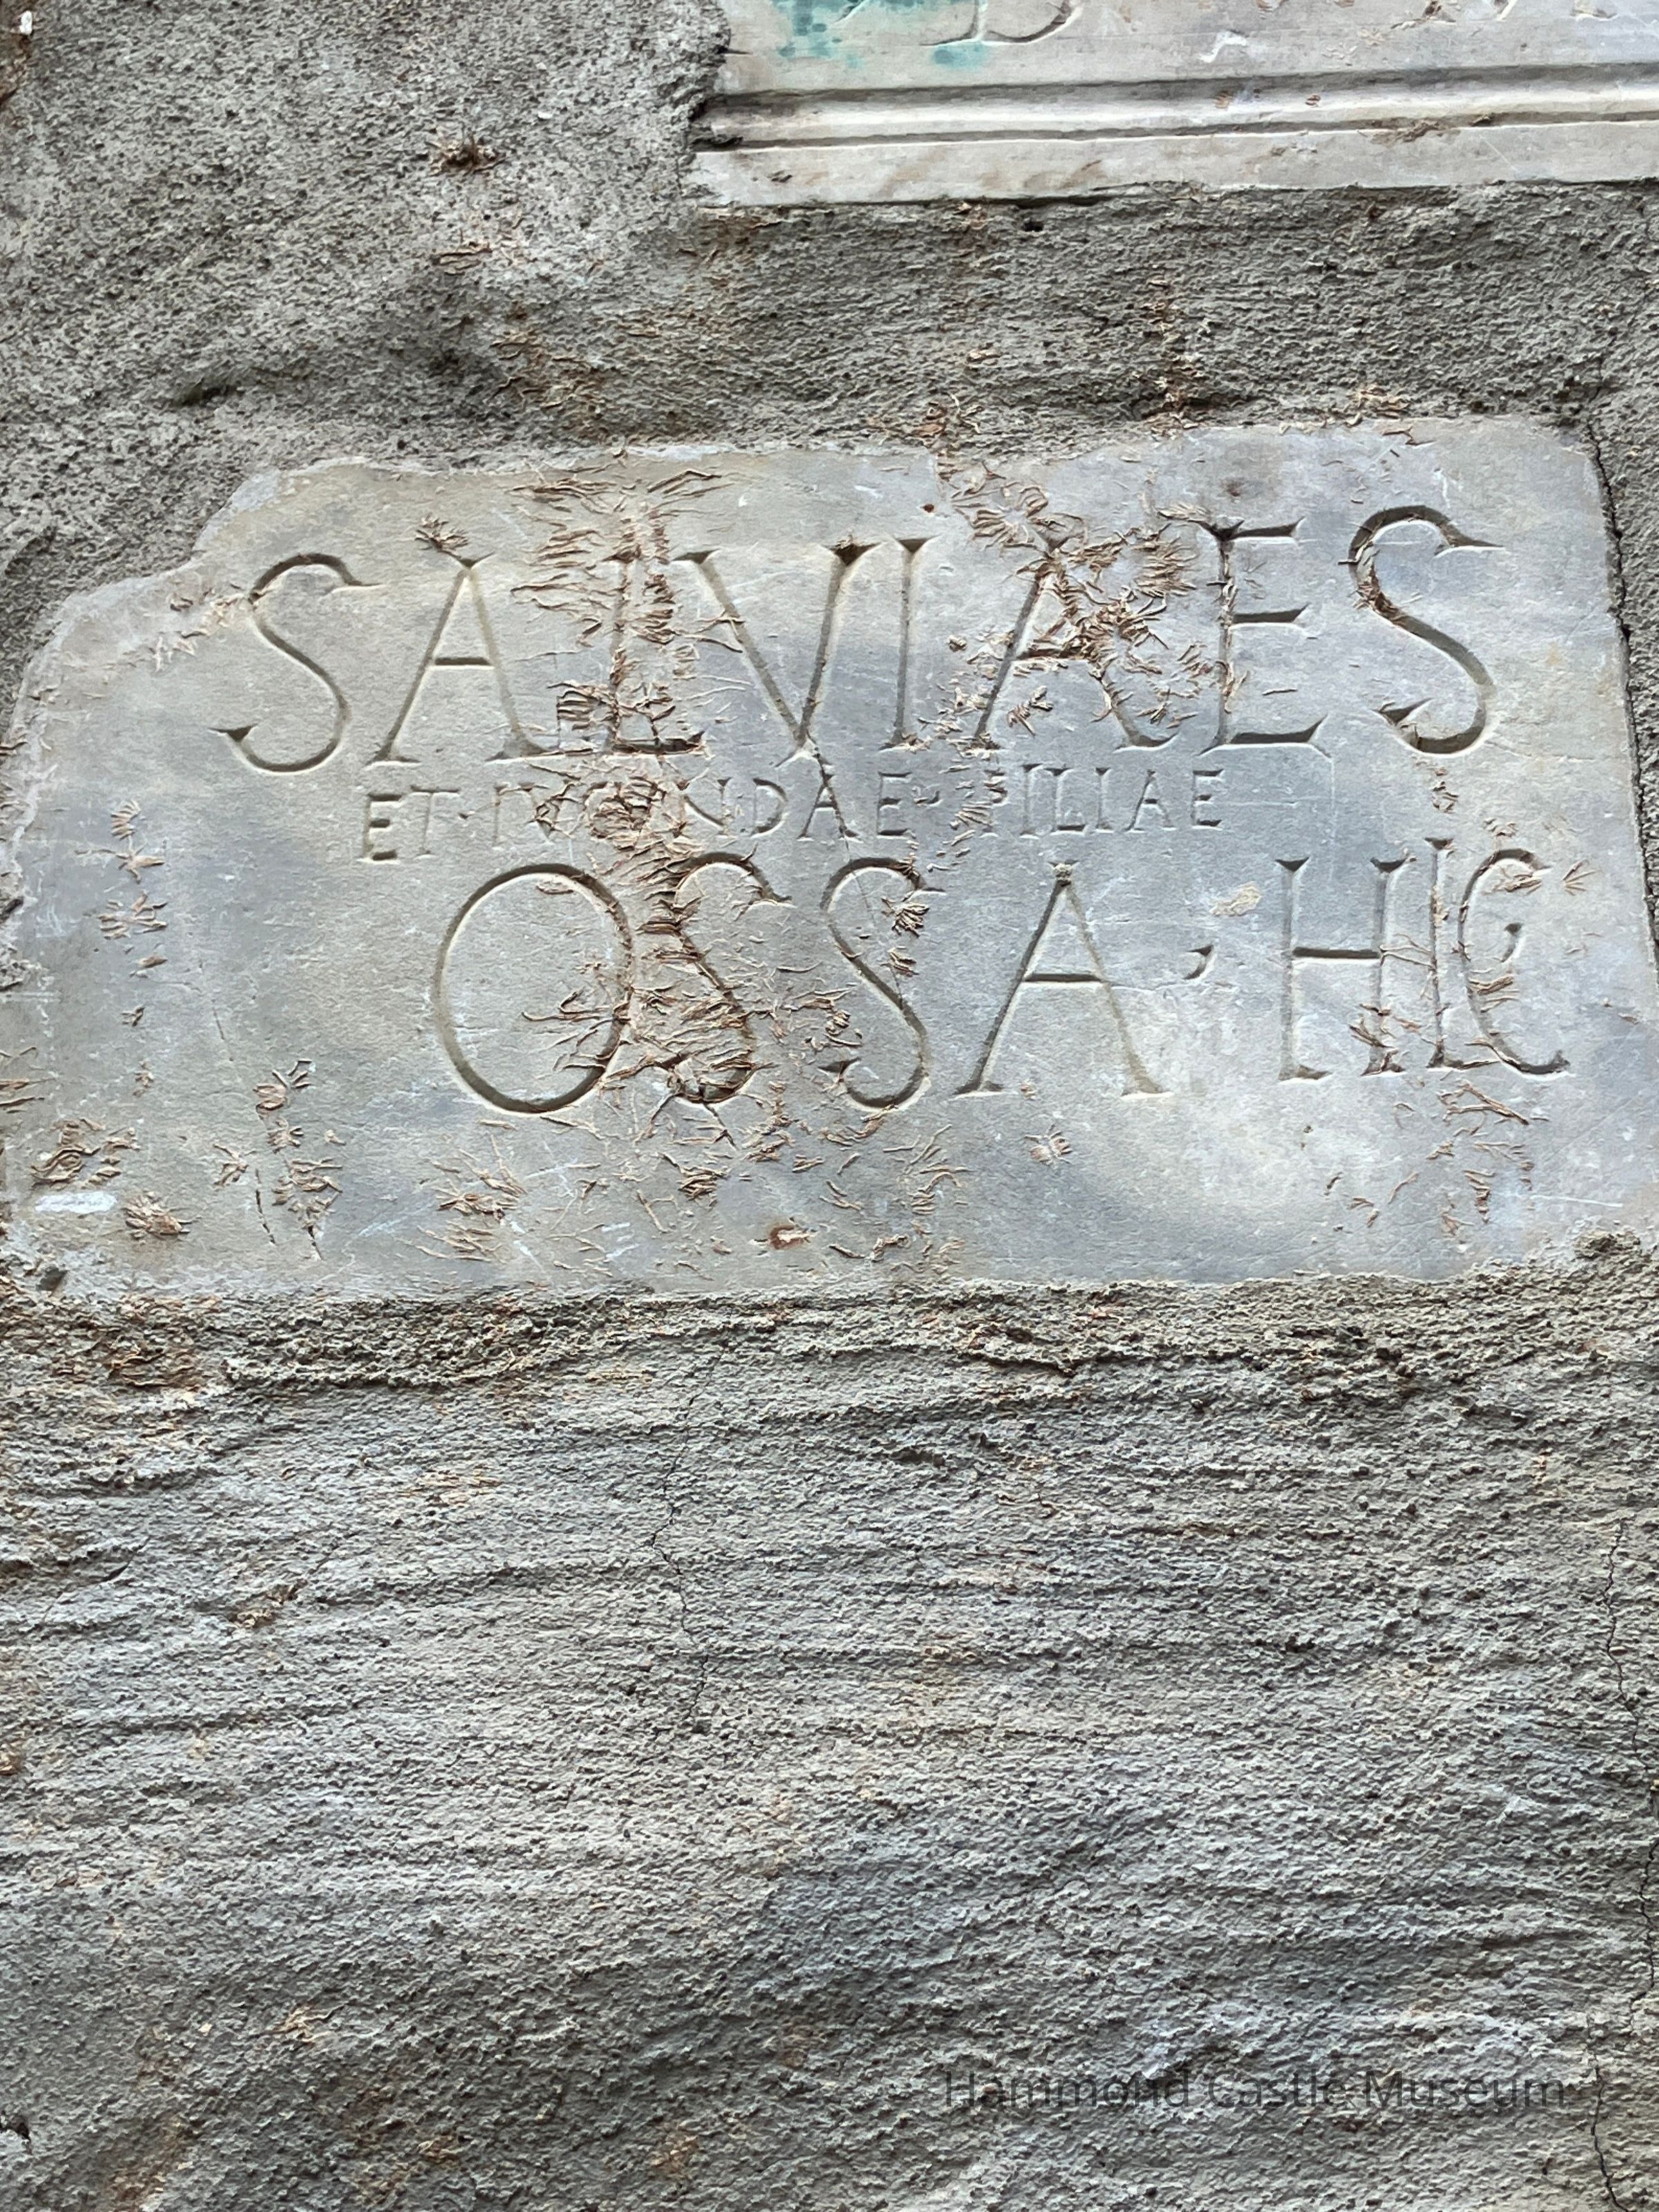 SALVIAES
ET · IVCVNDAE · FILIAE
OSSA · HIC
Hammond Castle Museum